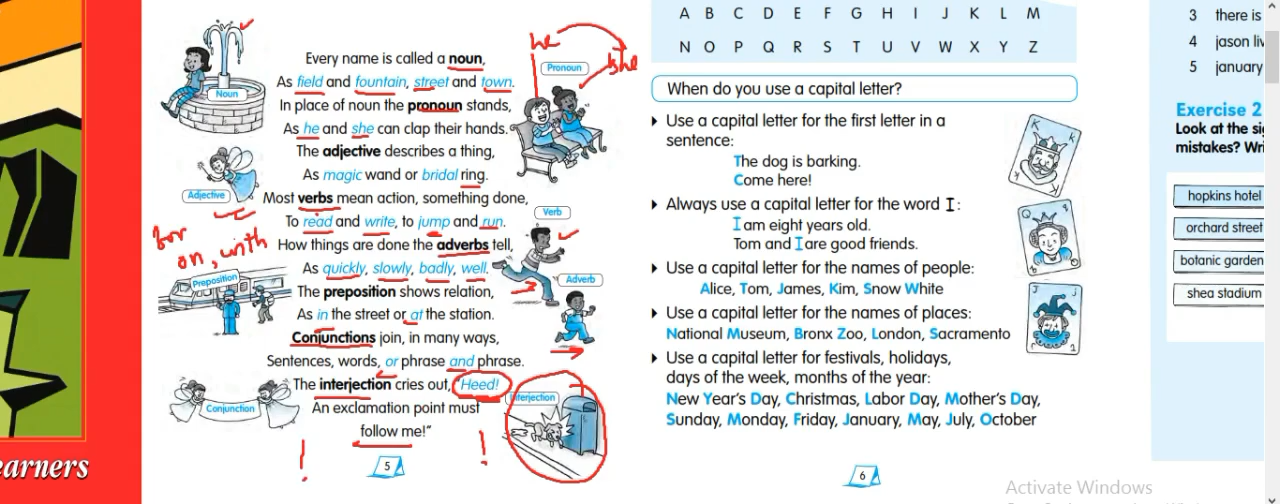 Every name is called a noun,
As field and fountain, street and town.
In place of noun the pronoun stands,
As he and she can clap their hands.
The adjective describes a thing,
As magic wand or bridal ring.
Most verbs mean action, something done,
To read and write, to jump and run.
How things are done the adverbs tell,
As quickly, slowly, badly, well.
The preposition shows relation,
As in the street or at the station.
Conjunctions join, in many ways,
Sentences, words, or phrase and phrase.
The interjection cries out, "Heed!
An exclamation point must
follow me!"
Noun
he
she
Pronoun
Adjective
Verb
for
on, with
Preposition
Adverb
Conjunction
Interjection
! !
5
earners
A B C D E F G H I J K L M
N O P Q R S T U V W X Y Z
When do you use a capital letter?
Use a capital letter for the first letter in a
sentence:
The dog is barking.
Come here!
Always use a capital letter for the word I:
I am eight years old.
Tom and I are good friends.
Use a capital letter for the names of people:
Alice, Tom, James, Kim, Snow White
Use a capital letter for the names of places:
National Museum, Bronx Zoo, London, Sacramento
Use a capital letter for festivals, holidays,
days of the week, months of the year:
New Year's Day, Christmas, Labor Day, Mother's Day,
Sunday, Monday, Friday, January, May, July, October
K K
Q
J J
6
3 there is
4 jason
5 january
Exercise 2
Look at the
mistakes?
hopkins hotel
orchard street
botanic garden
shea stadium
Activate Windows